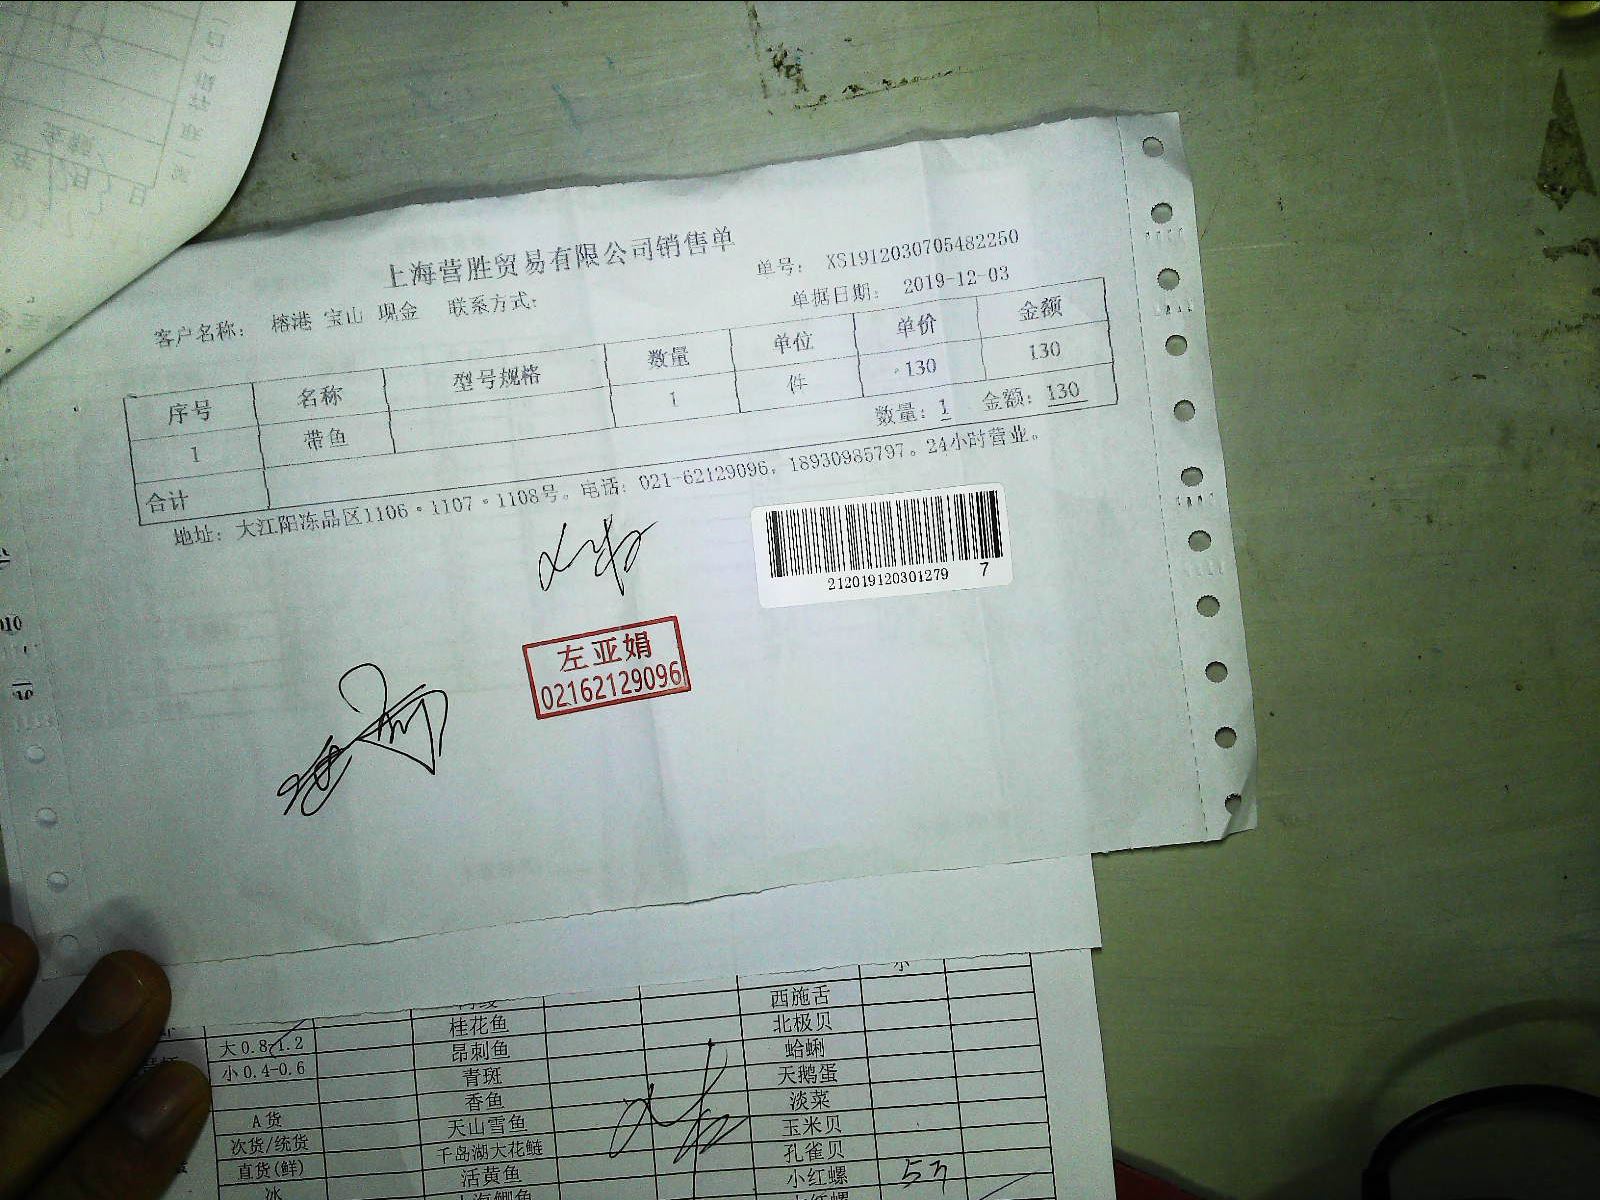 上海营胜贸易有限公司销售单
单号： XS1912030705482250
客户名称： 榕港 宝山 现金 联系方式：
单据日期： 2019-12-03
序号 名称 型号规格 数量 单位 单价 金额
1 带鱼 1 件 130 130
合计 数量：1 金额：130
地址：大江阳冻品区1106·1107·1108号。电话：021-62129096，18930985797。24小时营业。
212019120301279 7
左亚娟
02162129096
小
西施舌
桂花鱼 北极贝
大0.8-1.2 昂刺鱼 蛤蜊
小0.4-0.6 青斑 天鹅蛋
香鱼 淡菜
A货 天山雪鱼 玉米贝
次货/统货 千岛湖大花鲢 孔雀贝
直货(鲜) 活黄鱼 小红螺
冰 上海鲫鱼